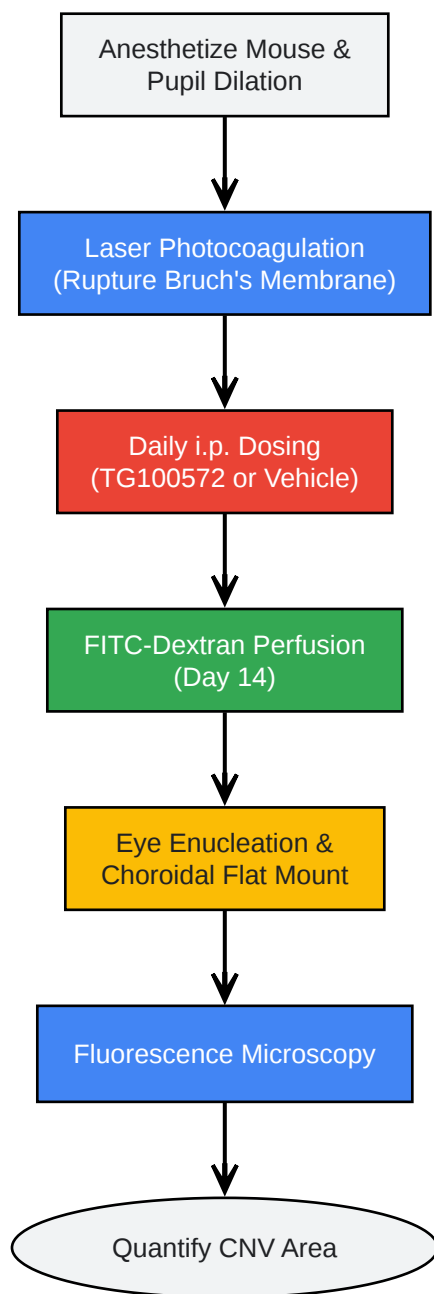 Anesthetize Mouse &
Pupil Dilation
Laser Photocoagulation
(Rupture Bruch's Membrane)
Daily i.p. Dosing
(TG100572 or Vehicle)
FITC-Dextran Perfusion
(Day 14)
Eye Enucleation &
Choroidal Flat Mount
Fluorescence Microscopy
Quantify CNV Area